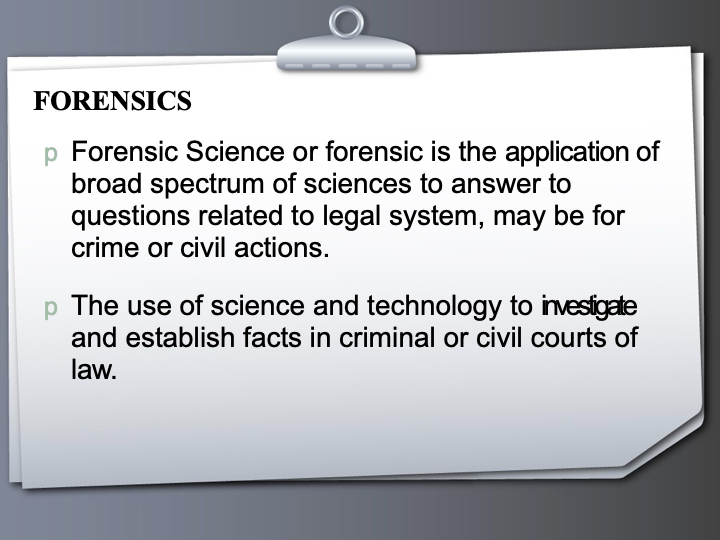 FORENSICS
p Forensic Science or forensic is the application of
broad spectrum of sciences to answer to
questions related to legal system, may be for
crime or civil actions.
p The use of science and technology to investigate
and establish facts in criminal or civil courts of
law.